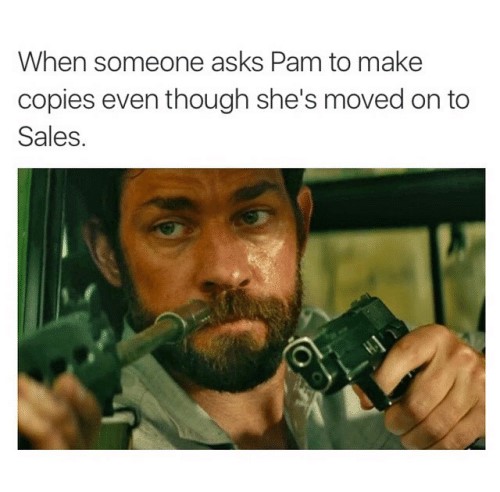 When someone asks Pam to make
copies even though she's moved on to
Sales.